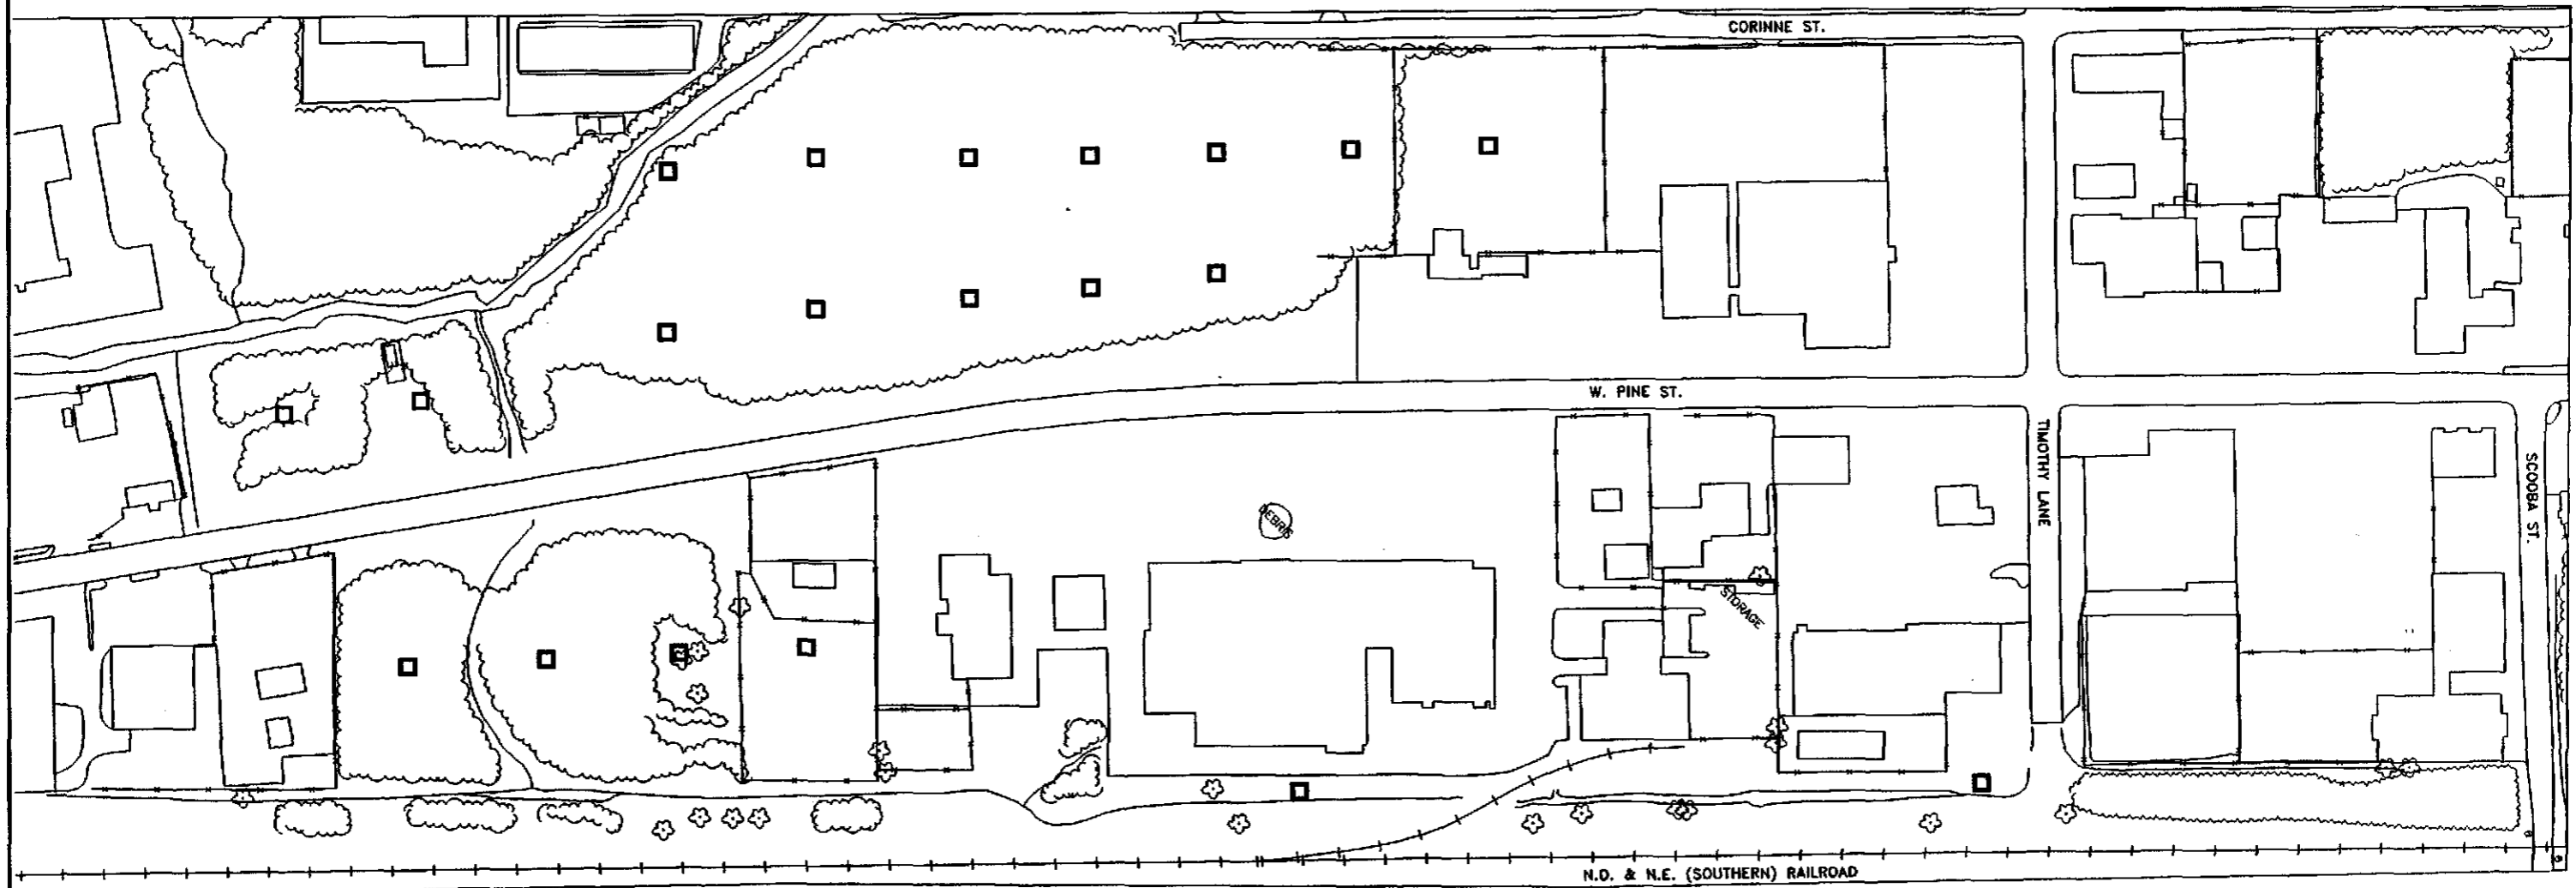 CORINNE ST.
W. PINE ST.
TIMOTHY LANE
SCOOBA ST.
DEBRIS
STORAGE
N.O. & N.E. (SOUTHERN) RAILROAD